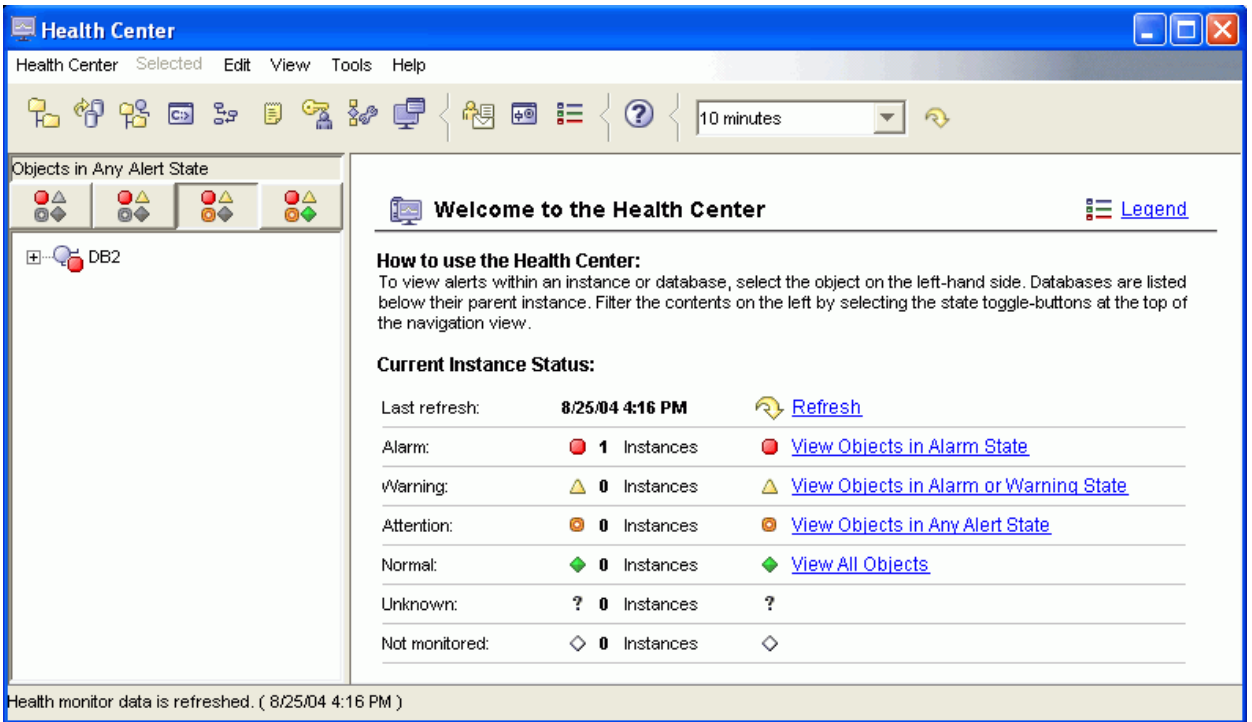 Health Center
Health Center Selected Edit View Tools Help
10 minutes
Objects in Any Alert State
DB2
Welcome to the Health Center
Legend
How to use the Health Center:
To view alerts within an instance or database, select the object on the left-hand side. Databases are listed
below their parent instance. Filter the contents on the left by selecting the state toggle-buttons at the top of
the navigation view.
Current Instance Status:
Last refresh: 8/25/04 4:16 PM Refresh
Alarm: 1 Instances View Objects in Alarm State
Warning: 0 Instances View Objects in Alarm or Warning State
Attention: 0 Instances View Objects in Any Alert State
Normal: 0 Instances View All Objects
Unknown: ? 0 Instances ?
Not monitored: 0 Instances
Health monitor data is refreshed. ( 8/25/04 4:16 PM )